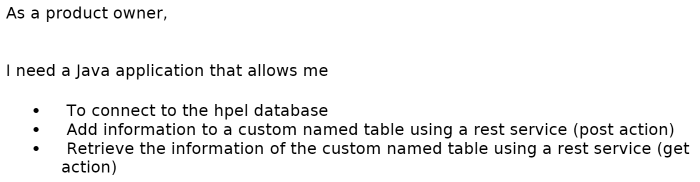 As a product owner,
I need a Java application that allows me
• To connect to the hpel database
• Add information to a custom named table using a rest service (post action)
• Retrieve the information of the custom named table using a rest service (get
action)